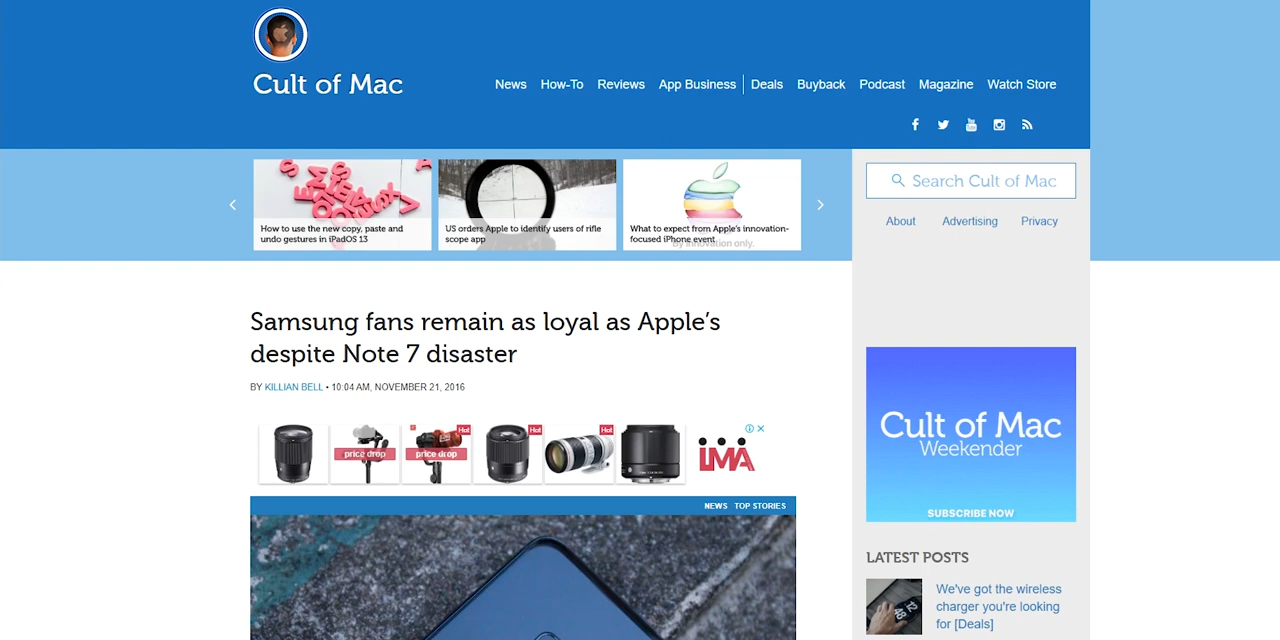 Cult of Mac
News How-To Reviews App Business Deals Buyback Podcast Magazine Watch Store
How to use the new copy, paste and
undo gestures in iPadOS 13
US orders Apple to identify users of rifle
scope app
What to expect from Apple's innovation-
focused iPhone event
By innovation only.
Search Cult of Mac
About Advertising Privacy
Samsung fans remain as loyal as Apple's
despite Note 7 disaster
BY KILLIAN BELL • 10:04 AM, NOVEMBER 21, 2016
price drop
Hot
price drop
Hot
Hot
LMA
NEWS TOP STORIES
Cult of Mac
Weekender
SUBSCRIBE NOW
LATEST POSTS
We've got the wireless
charger you're looking
for [Deals]